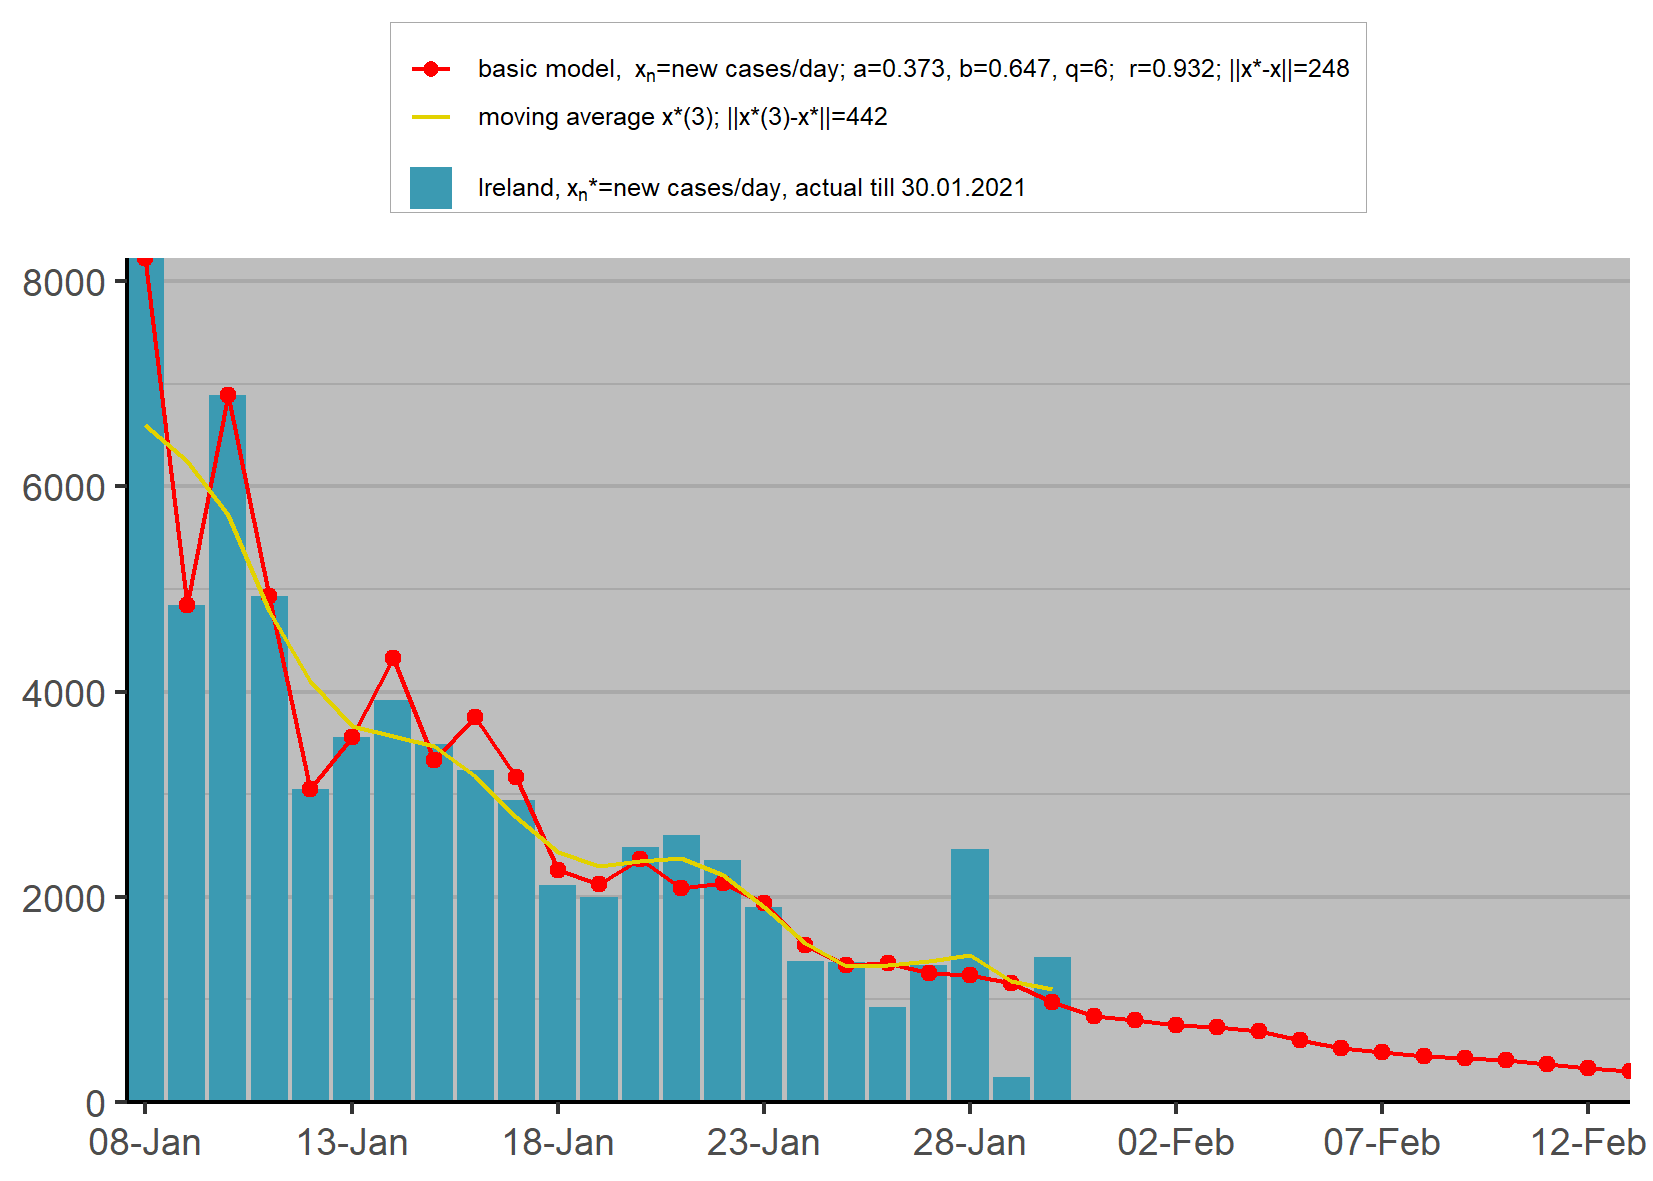 basic model, xn=new cases/day; a=0.373, b=0.647, q=6; r=0.932; ||x*-x||=248
moving average x*(3); ||x*(3)-x*||=442
Ireland, xn*=new cases/day, actual till 30.01.2021
8000
6000
4000
2000
0
08-Jan 13-Jan 18-Jan 23-Jan 28-Jan 02-Feb 07-Feb 12-Feb